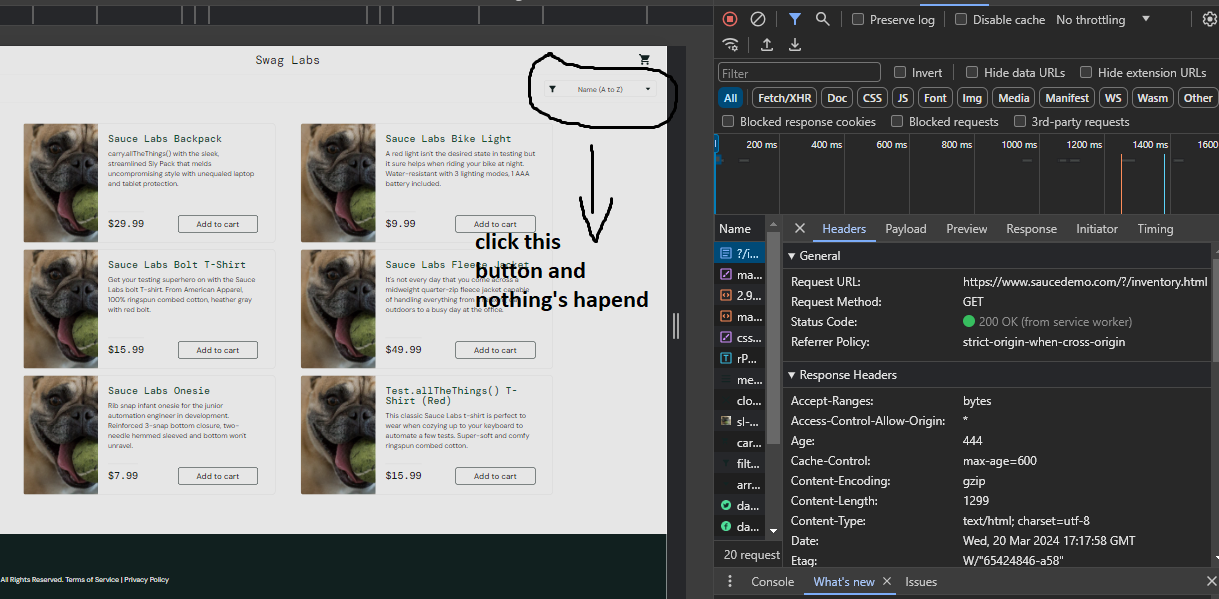 Swag Labs
Name (A to Z)
Sauce Labs Backpack
carry.allTheThings() with the sleek,
streamlined Sly Pack that melds
uncompromising style with unequaled laptop
and tablet protection.
$29.99
Add to cart
Sauce Labs Bike Light
A red light isn't the desired state in testing but
it sure helps when riding your bike at night.
Water-resistant with 3 lighting modes, 1 AAA
battery included.
$9.99
Add to cart
click this
button and
nothing's hapend
Sauce Labs Bolt T-Shirt
Get your testing superhero on with the Sauce
Labs bolt T-shirt. From American Apparel,
100% ringspun combed cotton, heather gray
with red bolt.
$15.99
Add to cart
Sauce Labs Fleece Jacket
It's not every day that you come across a
midweight quarter-zip fleece jacket capable
of handling everything from
outdoors to a busy day at the office.
$49.99
Add to cart
Sauce Labs Onesie
Rib snap infant onesie for the junior
automation engineer in development.
Reinforced 3-snap bottom closure, two-
needle hemmed sleeved and bottom won't
unravel.
$7.99
Add to cart
Test.allTheThings() T-
Shirt (Red)
This classic Sauce Labs t-shirt is perfect to
wear when cozying up to your keyboard to
automate a few tests. Super-soft and comfy
ringspun combed cotton.
$15.99
Add to cart
All Rights Reserved. Terms of Service | Privacy Policy
Preserve log
Disable cache
No throttling
Filter
Invert
Hide data URLs
Hide extension URLs
All
Fetch/XHR
Doc
CSS
JS
Font
Img
Media
Manifest
WS
Wasm
Other
Blocked response cookies
Blocked requests
3rd-party requests
200 ms
400 ms
600 ms
800 ms
1000 ms
1200 ms
1400 ms
1600
Name
Headers
Payload
Preview
Response
Initiator
Timing
?/i...
ma...
2.9...
ma...
css...
rP...
me...
clo...
sl-...
car...
filt...
arr...
da...
da...
20 request
General
Request URL: https://www.saucedemo.com/?/inventory.html
Request Method: GET
Status Code: 200 OK (from service worker)
Referrer Policy: strict-origin-when-cross-origin
Response Headers
Accept-Ranges: bytes
Access-Control-Allow-Origin: *
Age: 444
Cache-Control: max-age=600
Content-Encoding: gzip
Content-Length: 1299
Content-Type: text/html; charset=utf-8
Date: Wed, 20 Mar 2024 17:17:58 GMT
Etag: W/"65424846-a58"
Console
What's new
Issues